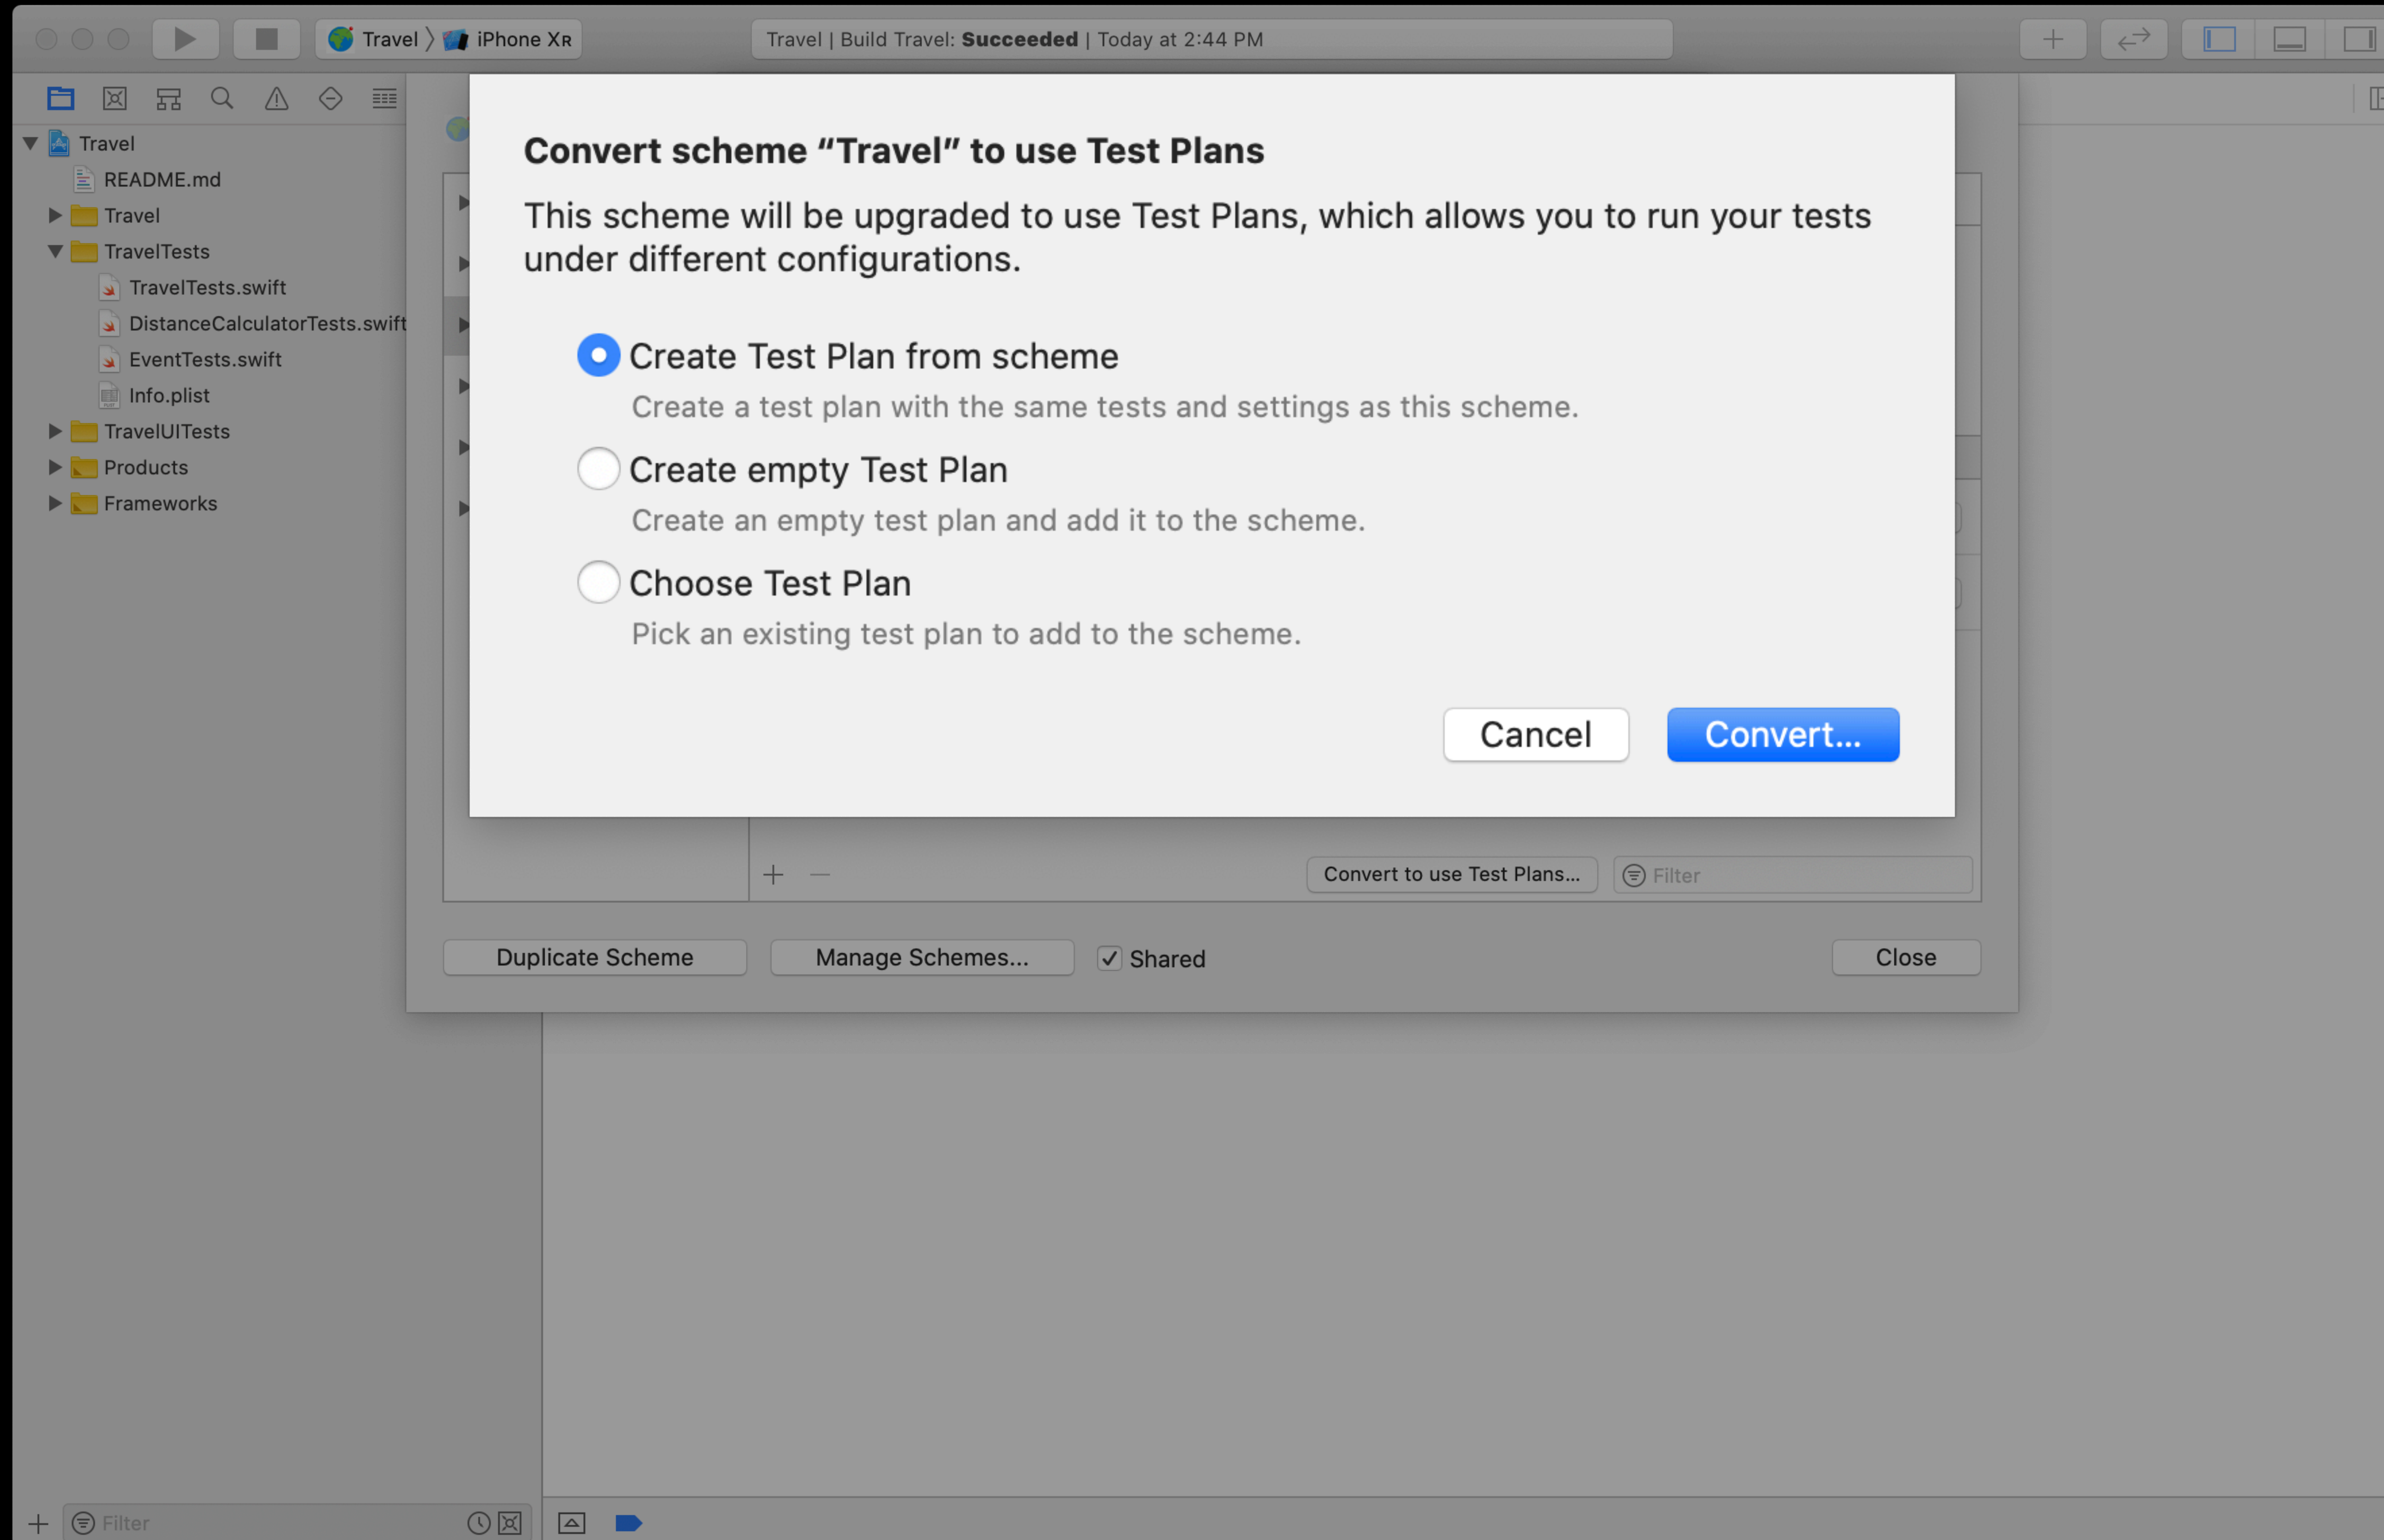 Travel iPhone XR
Travel | Build Travel: Succeeded | Today at 2:44 PM
Travel
README.md
Travel
TravelTests
TravelTests.swift
DistanceCalculatorTests.swift
EventTests.swift
Info.plist
TravelUITests
Products
Frameworks
Convert scheme “Travel” to use Test Plans
This scheme will be upgraded to use Test Plans, which allows you to run your tests
under different configurations.
Create Test Plan from scheme
Create a test plan with the same tests and settings as this scheme.
Create empty Test Plan
Create an empty test plan and add it to the scheme.
Choose Test Plan
Pick an existing test plan to add to the scheme.
Cancel Convert...
Convert to use Test Plans... Filter
Duplicate Scheme Manage Schemes... Shared Close
Filter